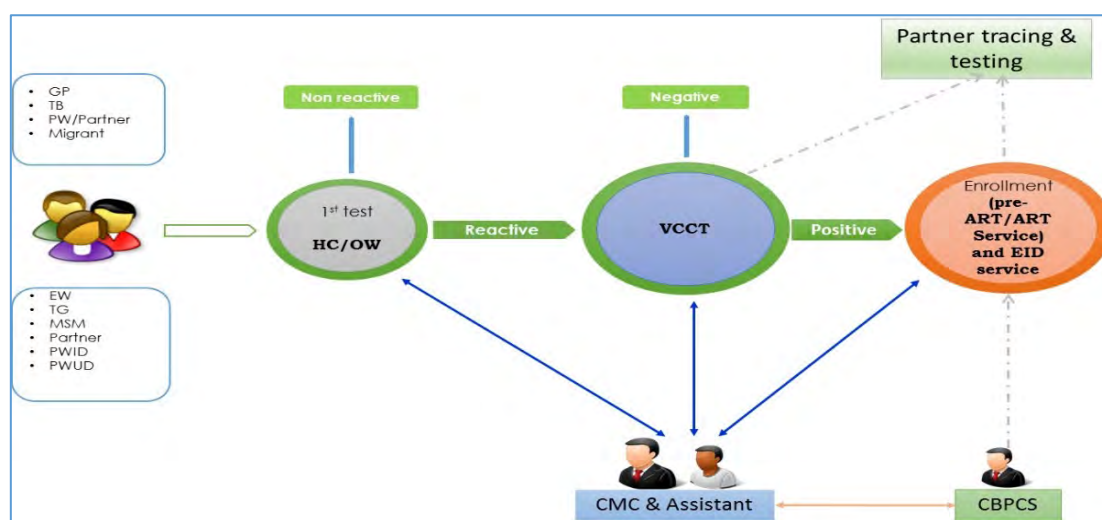 Partner tracing &
testing
• GP
• TB
• PW/Partner
• Migrant
Non reactive
Negative
1st test
HC/OW
Reactive
VCCT
Positive
Enrollment
(pre-
ART/ART
Service)
and EID
service
• EW
• TG
• MSM
• Partner
• PWID
• PWUD
CMC & Assistant
CBPCS